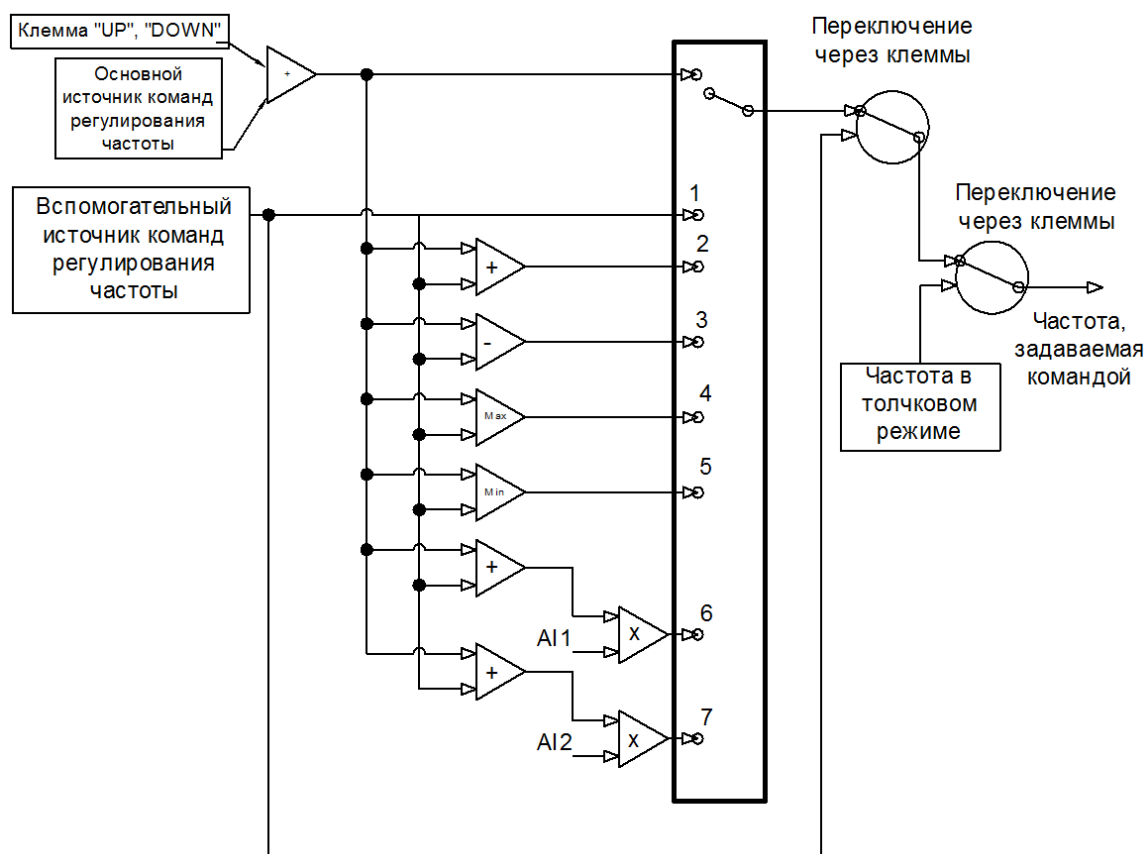 Клемма "UP", "DOWN"
+
Основной
источник команд
регулирования
частоты
Переключение
через клеммы
Вспомогательный
источник команд
регулирования
частоты
1
+
2
-
3
Max
4
Min
5
+
AI1
X
6
+
AI2
X
7
Переключение
через клеммы
Частота,
задаваемая
командой
Частота в
толчковом
режиме